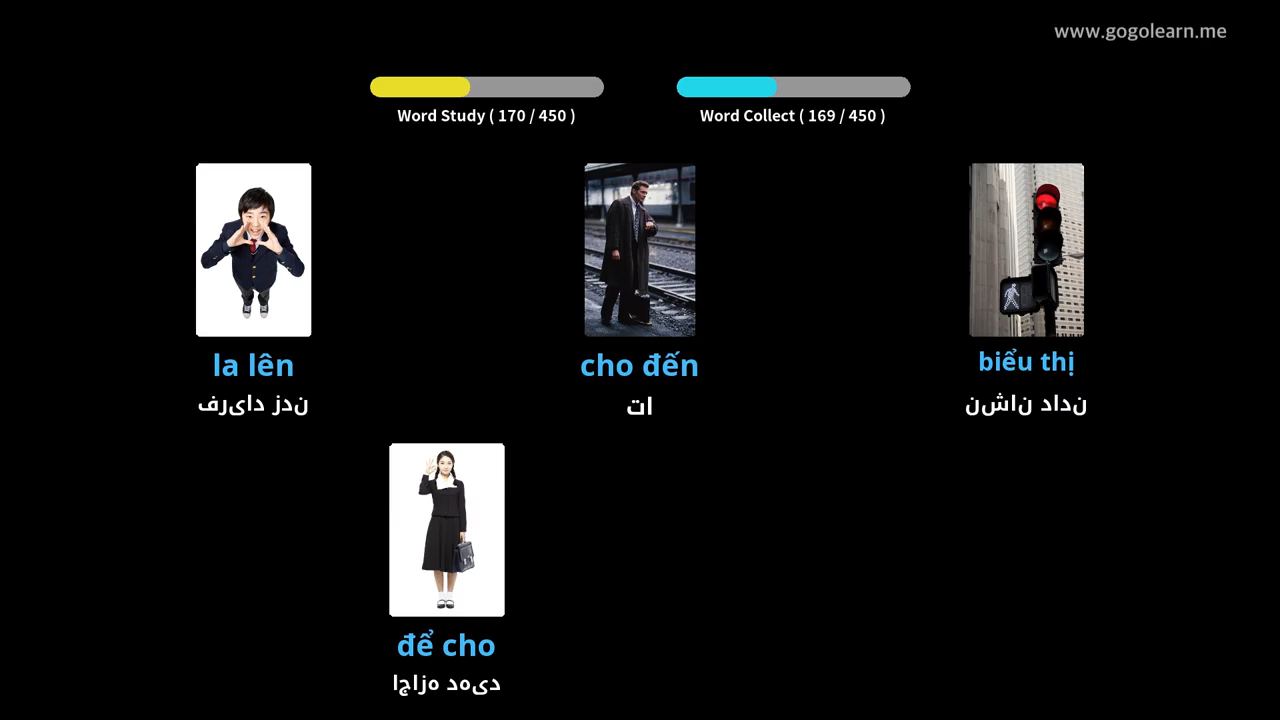 www.gogolearn.me
Word Study ( 170 / 450 )
Word Collect ( 169 / 450 )
la lên
فریاد زدن
cho đến
تا
biểu thị
نشان دادن
để cho
اجازه دهید